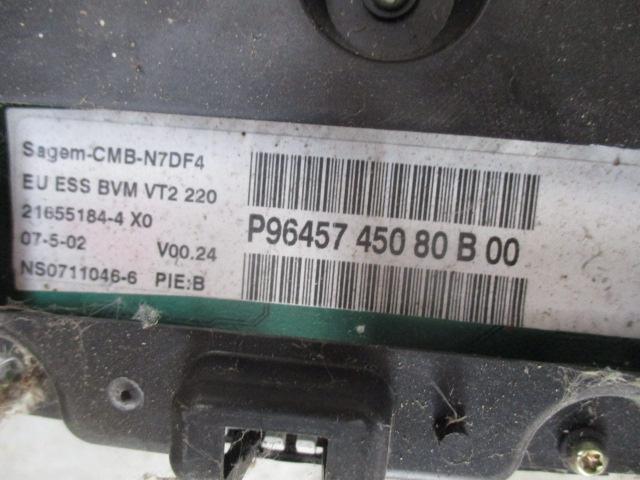 Sagem-CMB-N7DF4
EU ESS BVM VT2 220
21655184-4 X0
07-5-02 V00.24
NS0711046-6 PIE:B
P96457 450 80 B 00